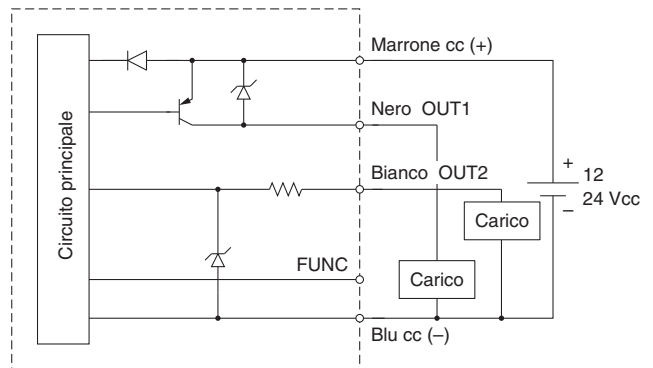 Circuito principale
Marrone cc (+)
Nero OUT1
Bianco OUT2
FUNC
Blu cc (–)
Carico
Carico
+
12
24 Vcc
–